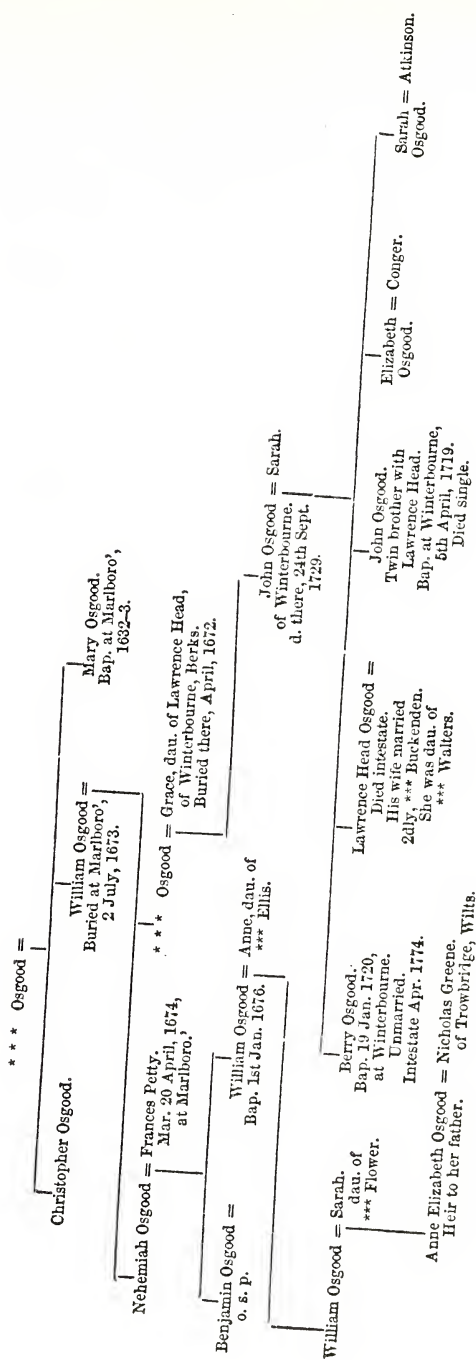 * * * Osgood =
Christopher Osgood.
William Osgood =
Buried at Marlboro',
2 July, 1673.
Mary Osgood.
Bap. at Marlboro',
1632-3.
Nehemiah Osgood = Frances Petty.
Mar. 20 April, 1674,
at Marlboro.'
* * * Osgood = Grace, dau. of Lawrence Head,
of Winterbourne, Berks.
Buried there, April, 1672.
Benjamin Osgood =
o. s. p.
William Osgood = Anne, dau. of
Bap. 1st Jan. 1676. *** Ellis.
John Osgood = Sarah.
of Winterbourne.
d. there, 24th Sept.
1729.
William Osgood = Sarah.
dau. of
*** Flower.
Berry Osgood.
Bap. 19 Jan. 1720,
at Winterbourne.
Unmarried.
Intestate Apr. 1774.
Lawrence Head Osgood =
Died intestate.
His wife married
2dly, *** Buckenden.
She was dau. of
*** Walters.
John Osgood.
Twin brother with
Lawrence Head.
Bap. at Winterbourne,
5th April, 1719.
Died single.
Elizabeth = Conger.
Osgood.
Sarah = Atkinson.
Osgood.
Anne Elizabeth Osgood = Nicholas Greene.
Heir to her father. of Trowbridge, Wilts.